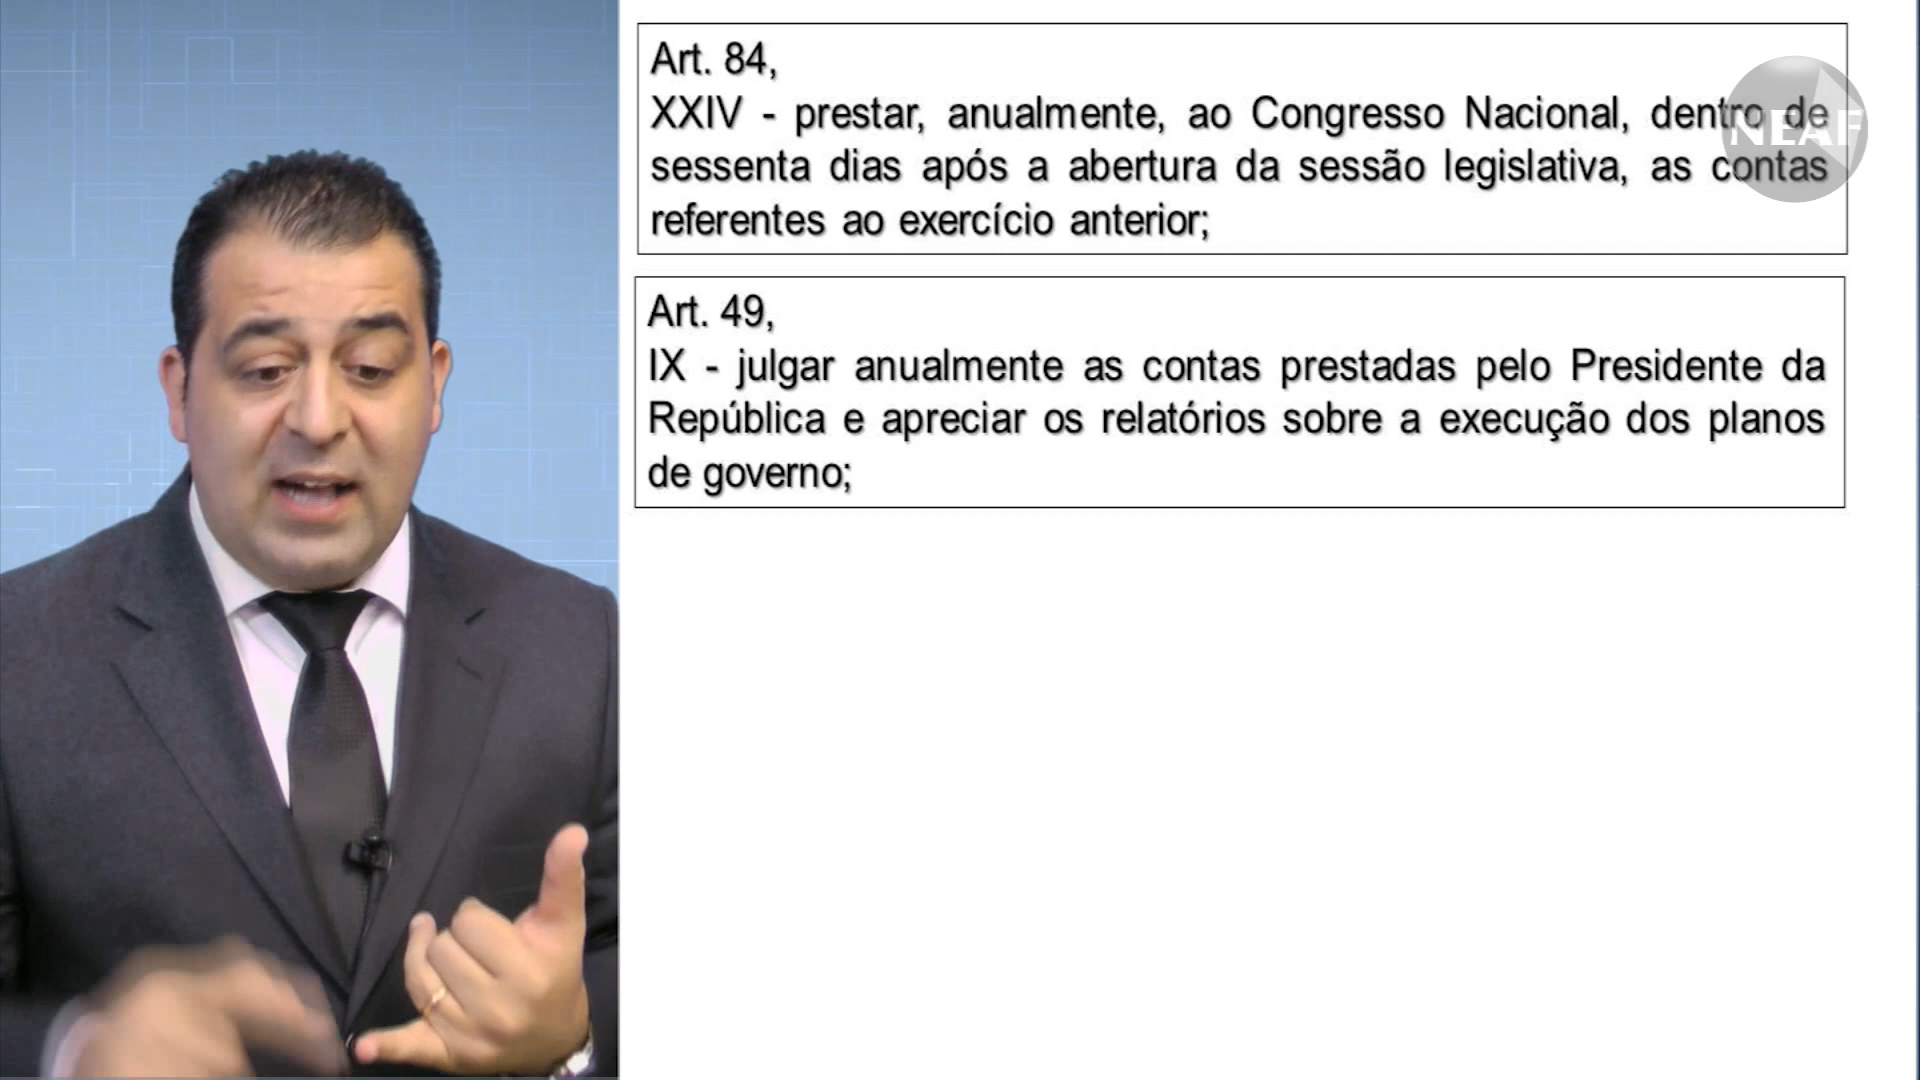 Art. 84,
XXIV - prestar, anualmente, ao Congresso Nacional, dentro de
sessenta dias após a abertura da sessão legislativa, as contas
referentes ao exercício anterior;
NEAF
Art. 49,
IX - julgar anualmente as contas prestadas pelo Presidente da
República e apreciar os relatórios sobre a execução dos planos
de governo;